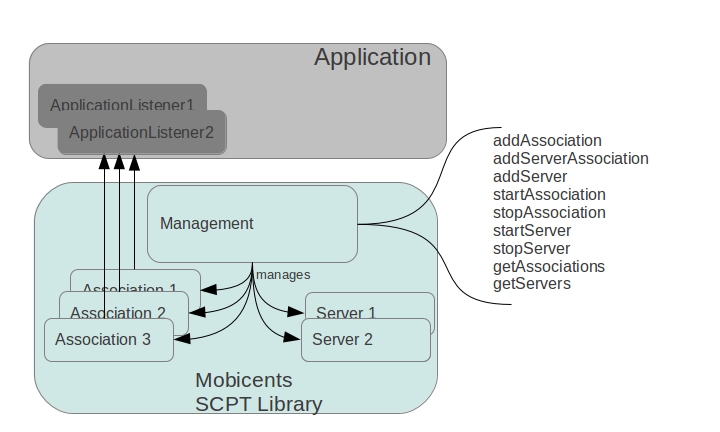 Application
ApplicationListener1
ApplicationListener2
addAssociation
addServerAssociation
addServer
startAssociation
stopAssociation
startServer
stopServer
getAssociations
getServers
Management
manages
Association 1
Association 2
Association 3
Server 1
Server 2
Mobicents
SCPT Library